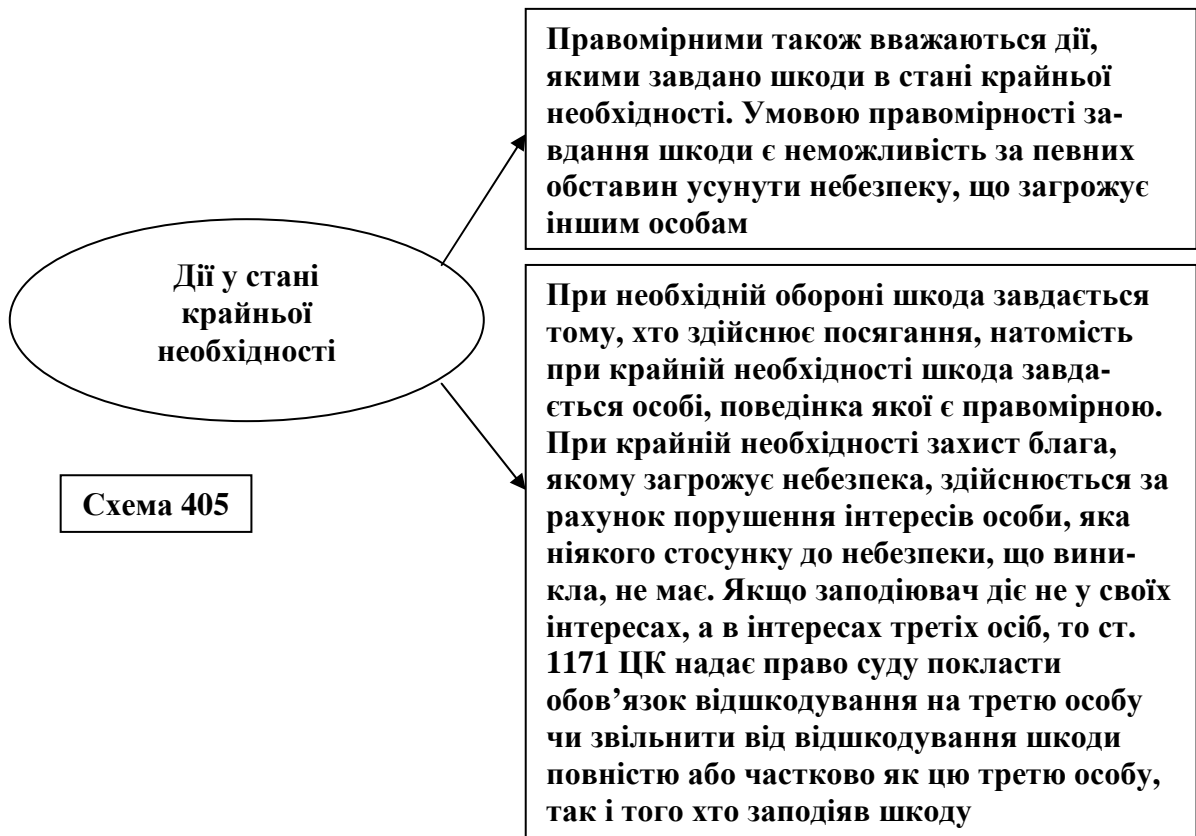 Правомірними також вважаються дії,
якими завдано шкоди в стані крайньої
необхідності. Умовою правомірності за-
вдання шкоди є неможливість за певних
обставин усунути небезпеку, що загрожує
іншим особам
Дії у стані
крайньої
необхідності
При необхідній обороні шкода завдається
тому, хто здійснює посягання, натомість
при крайній необхідності шкода завда-
ється особі, поведінка якої є правомірною.
При крайній необхідності захист блага,
якому загрожує небезпека, здійснюється за
рахунок порушення інтересів особи, яка
ніякого стосунку до небезпеки, що вини-
кла, не має. Якщо заподіювач діє не у своїх
інтересах, а в інтересах третіх осіб, то ст.
1171 ЦК надає право суду покласти
обов’язок відшкодування на третю особу
чи звільнити від відшкодування шкоди
повністю або частково як цю третю особу,
так і того хто заподіяв шкоду
Схема 405